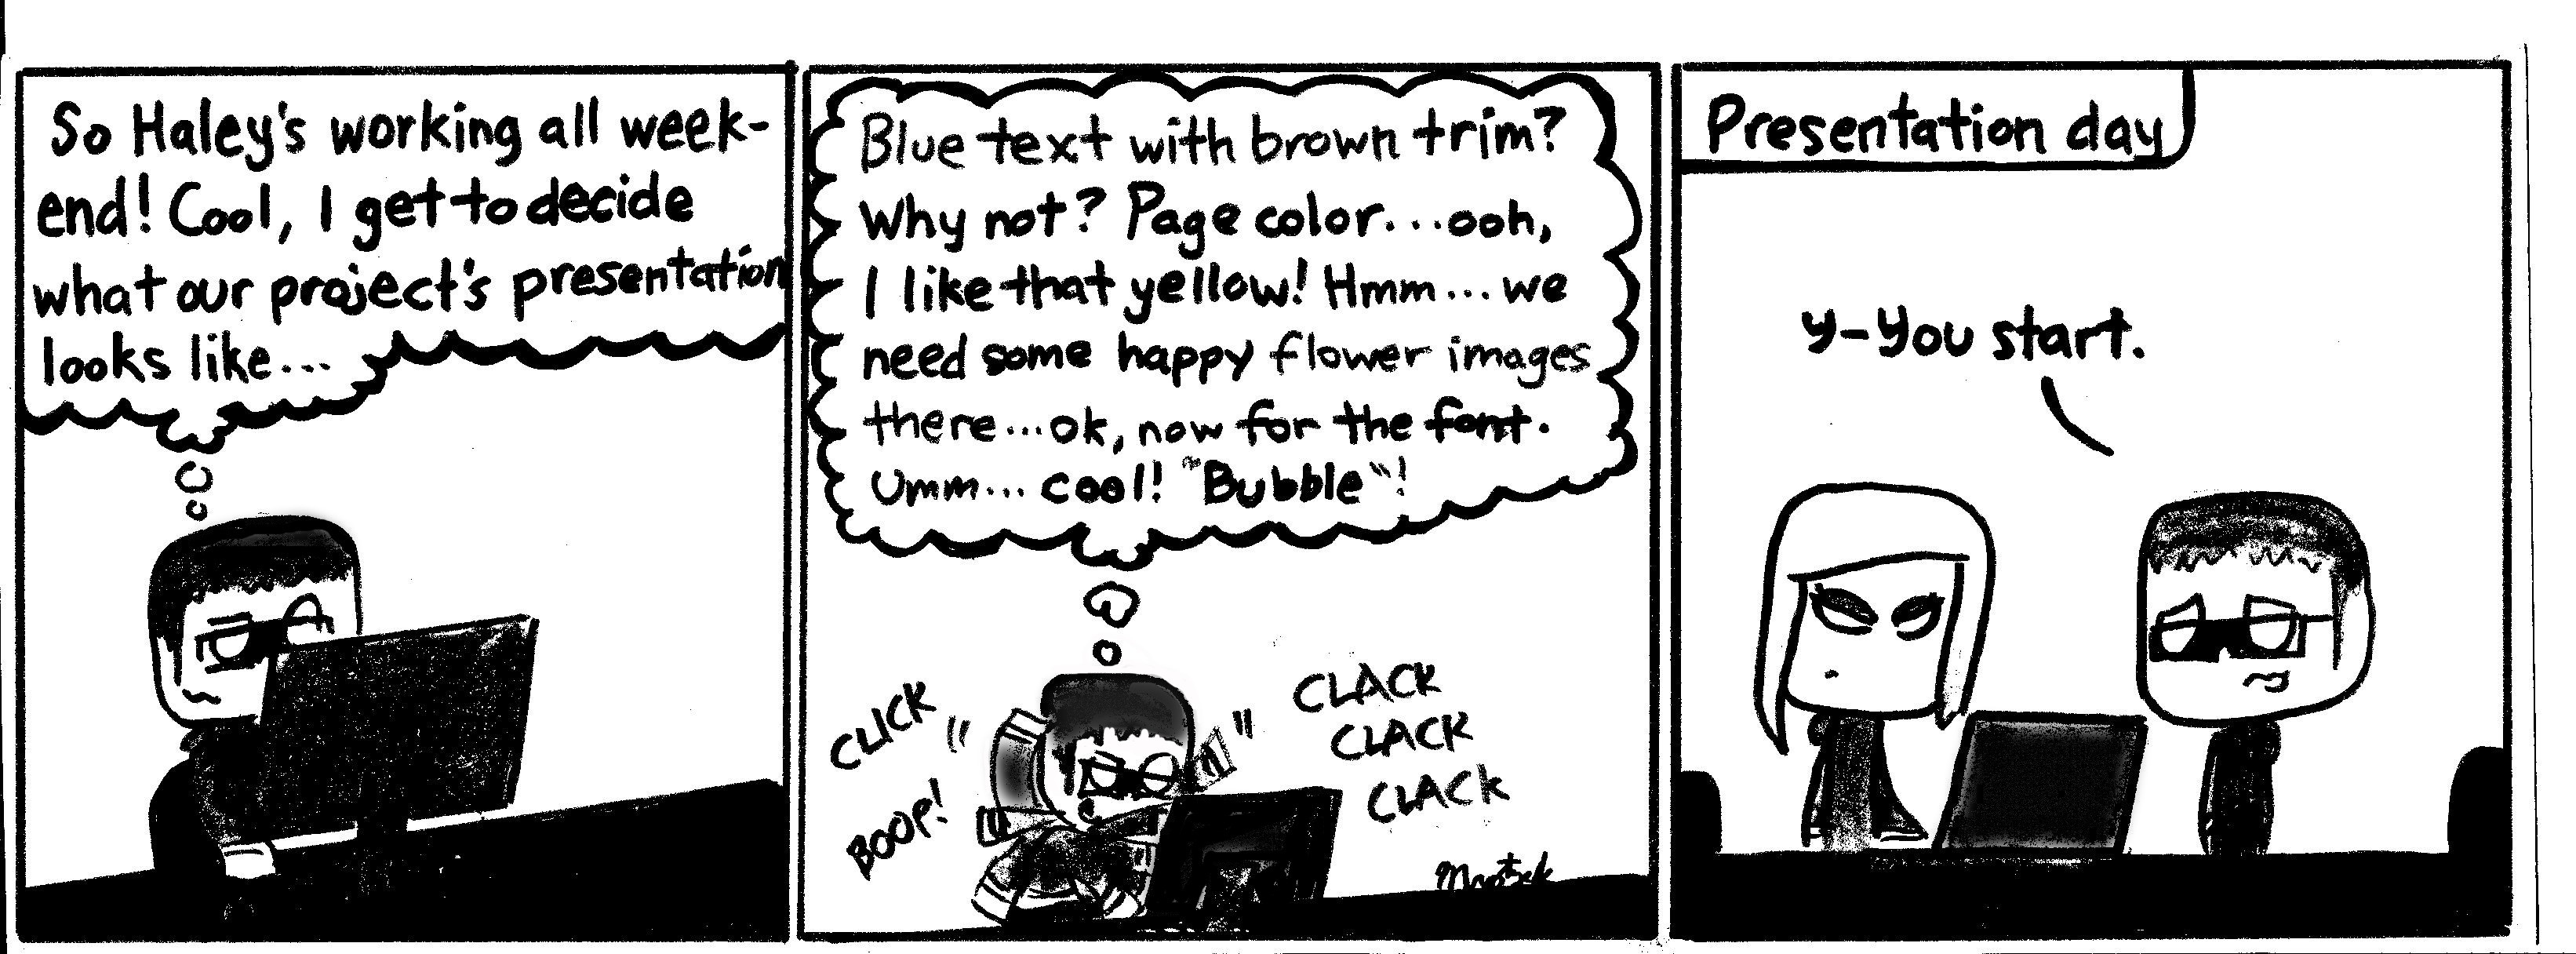 So Haley's working all week-
end! Cool, I get to decide
what our project's presentation
looks like...
Blue text with brown trim?
Why not? Page color...ooh,
I like that yellow! Hmm...we
need some happy flower images
there...ok, now for the font.
Umm... cool! "Bubble"!
CLICK
BOOP!
CLACK
CLACK
CLACK
Presentation day
Y-You start.